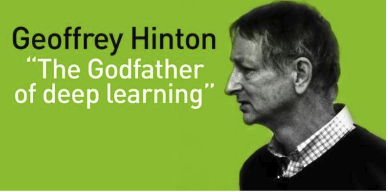 Geoffrey Hinton
“The Godfather
of deep learning”